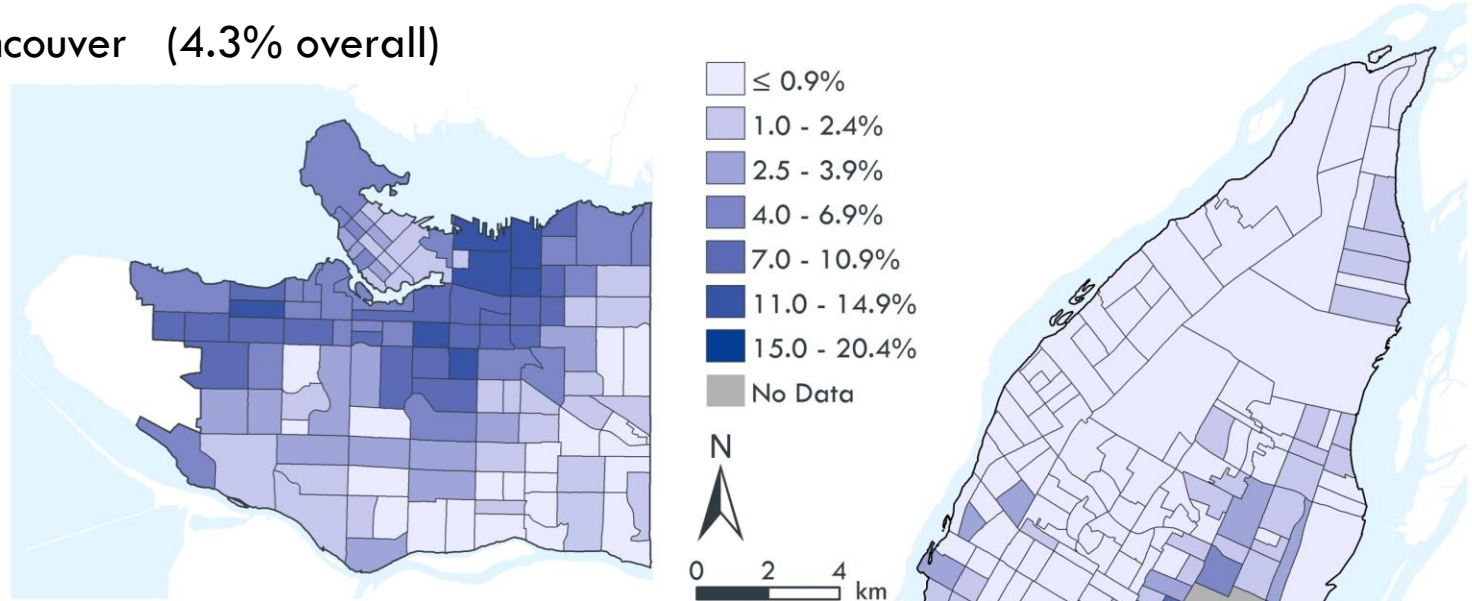 ncouver (4.3% overall)
≤ 0.9%
1.0 - 2.4%
2.5 - 3.9%
4.0 - 6.9%
7.0 - 10.9%
11.0 - 14.9%
15.0 - 20.4%
No Data
N
0 2 4
km